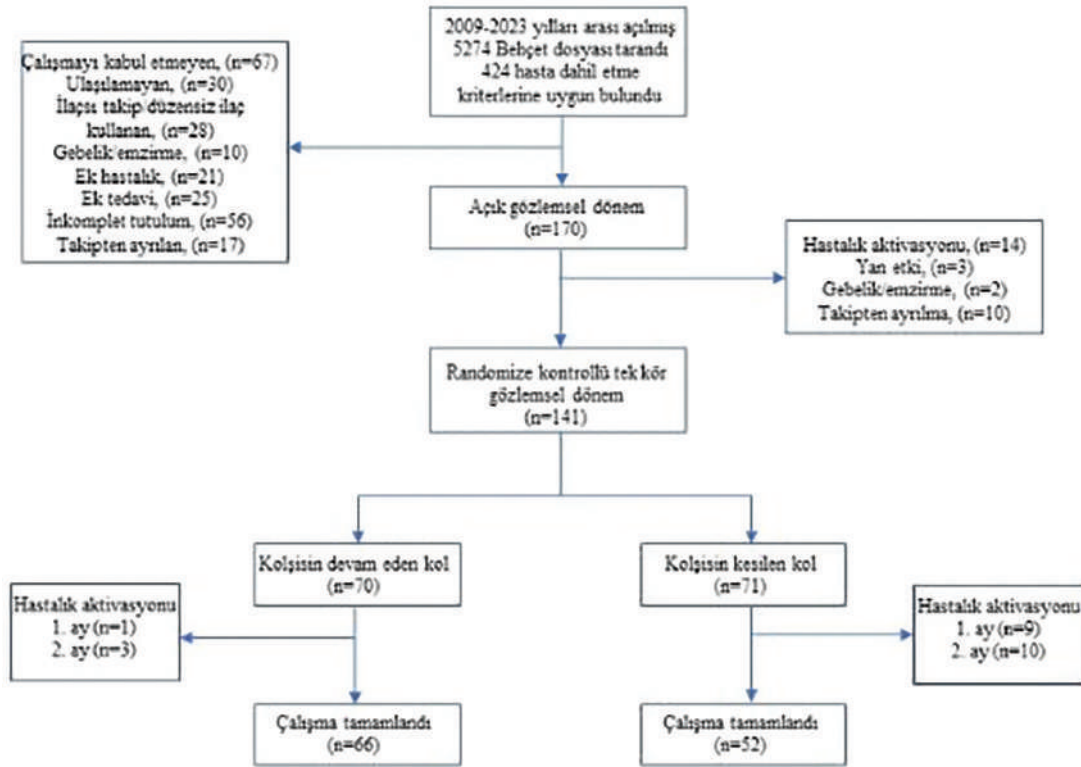 2009-2023 yılları arası açılmış
5274 Behçet dosyası tarandı
424 hasta dahil etme
kriterlerine uygun bulundu
Çalışmayı kabul etmeyen, (n=67)
Ulaşılamayan, (n=30)
İlaçsı takip/düzensiz ilaç
kullanan, (n=28)
Gebelik/emzirme, (n=10)
Ek hastalık, (n=21)
Ek tedavi, (n=25)
İnkomplet tutulum, (n=56)
Takipten ayrılan, (n=17)
Açık gözlemsel dönem
(n=170)
Hastalık aktivasyonu, (n=14)
Yan etki, (n=3)
Gebelik/emzirme, (n=2)
Takipten ayrılma, (n=10)
Randomize kontrollü tek kör
gözlemsel dönem
(n=141)
Kolşisin devam eden kol
(n=70)
Kolşisin kesilen kol
(n=71)
Hastalık aktivasyonu
1. ay (n=1)
2. ay (n=3)
Hastalık aktivasyonu
1. ay (n=9)
2. ay (n=10)
Çalışma tamamlandı
(n=66)
Çalışma tamamlandı
(n=52)